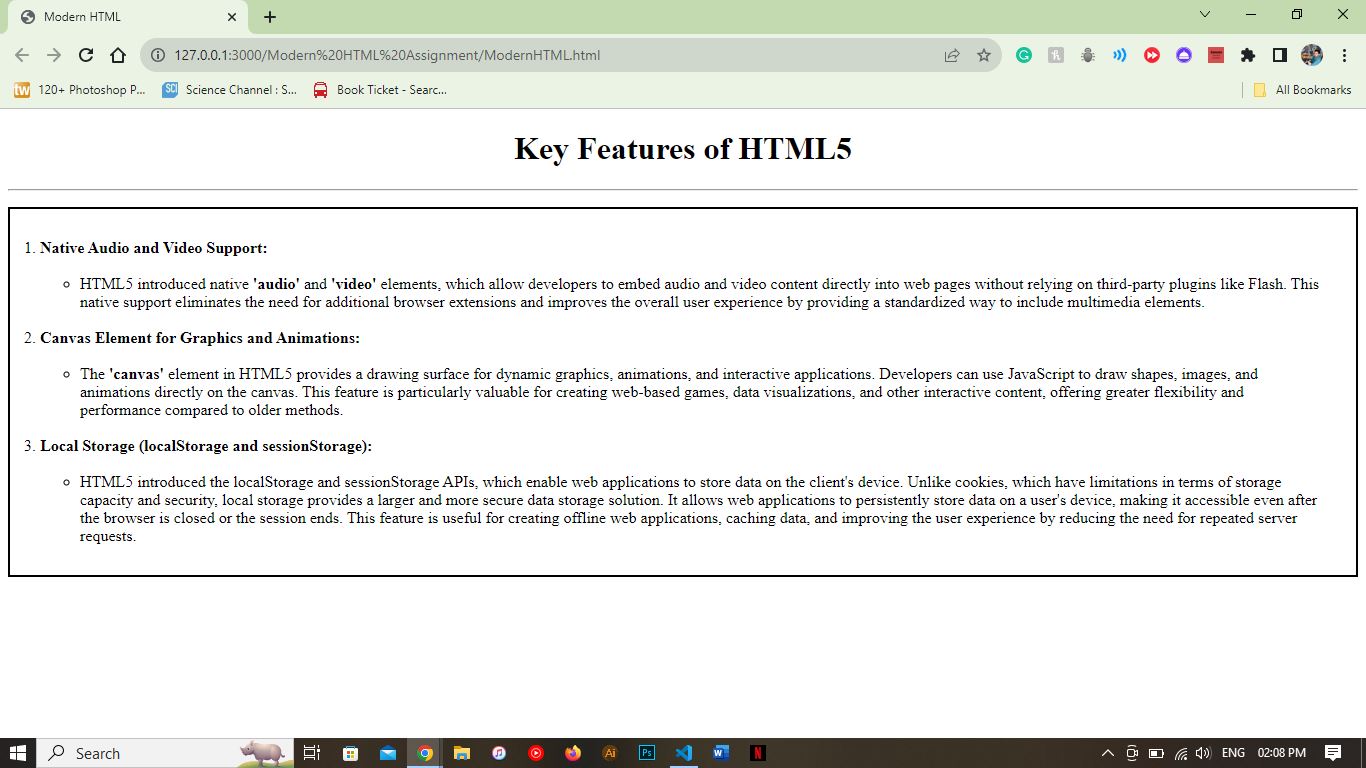 Modern HTML
127.0.0.1:3000/Modern%20HTML%20Assignment/ModernHTML.html
tw 120+ Photoshop P... SCI Science Channel : S... Book Ticket - Searc... All Bookmarks
Key Features of HTML5
1. Native Audio and Video Support:
HTML5 introduced native 'audio' and 'video' elements, which allow developers to embed audio and video content directly into web pages without relying on third-party plugins like Flash. This
native support eliminates the need for additional browser extensions and improves the overall user experience by providing a standardized way to include multimedia elements.
2. Canvas Element for Graphics and Animations:
The 'canvas' element in HTML5 provides a drawing surface for dynamic graphics, animations, and interactive applications. Developers can use JavaScript to draw shapes, images, and
animations directly on the canvas. This feature is particularly valuable for creating web-based games, data visualizations, and other interactive content, offering greater flexibility and
performance compared to older methods.
3. Local Storage (localStorage and sessionStorage):
HTML5 introduced the localStorage and sessionStorage APIs, which enable web applications to store data on the client's device. Unlike cookies, which have limitations in terms of storage
capacity and security, local storage provides a larger and more secure data storage solution. It allows web applications to persistently store data on a user's device, making it accessible even after
the browser is closed or the session ends. This feature is useful for creating offline web applications, caching data, and improving the user experience by reducing the need for repeated server
requests.
Search Ai Ps W N ENG 02:08 PM